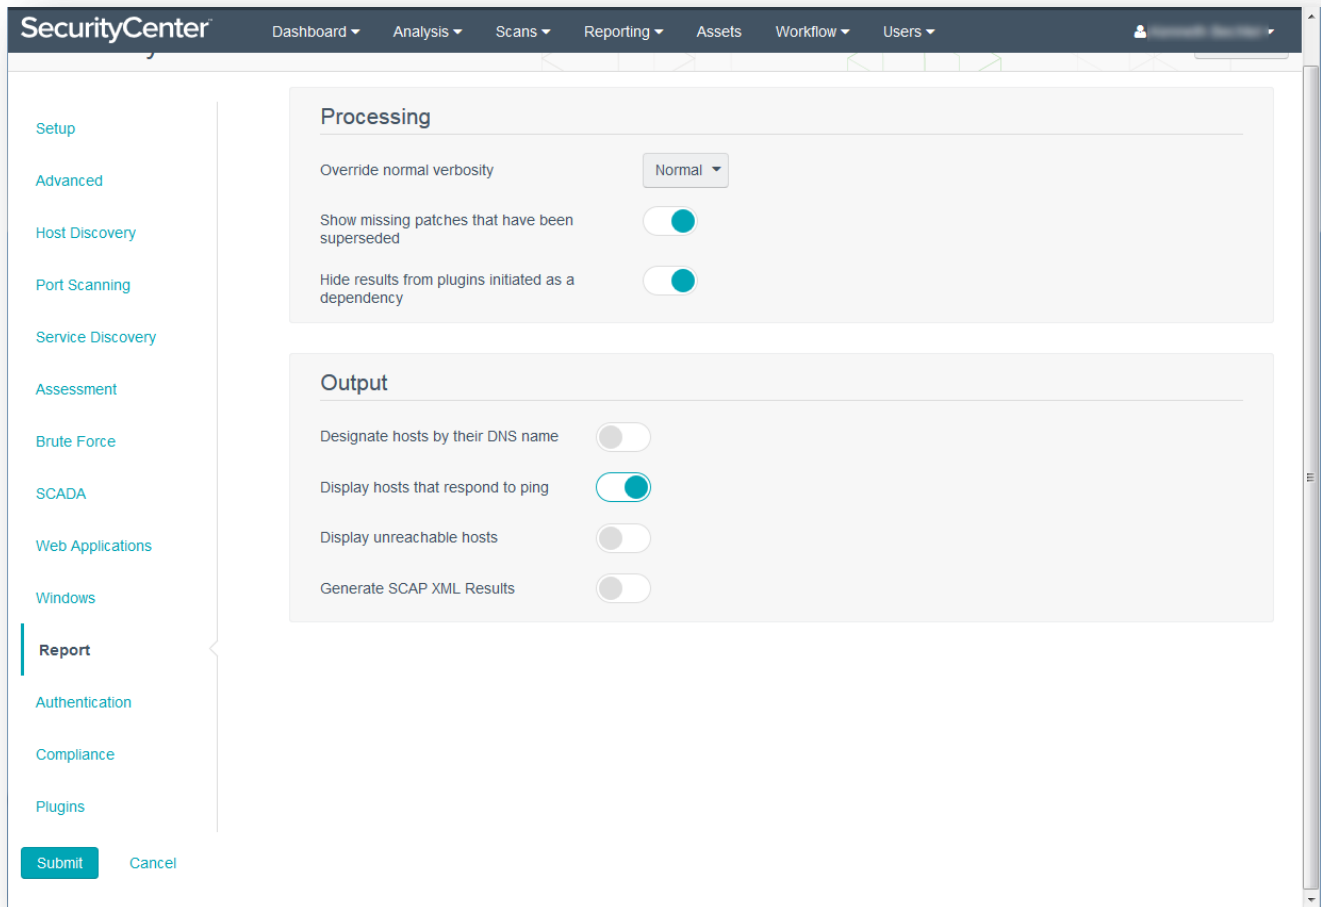 SecurityCenter
Dashboard Analysis Scans Reporting Assets Workflow Users
Setup
Advanced
Host Discovery
Port Scanning
Service Discovery
Assessment
Brute Force
SCADA
Web Applications
Windows
Report
Authentication
Compliance
Plugins
Submit Cancel
Processing
Override normal verbosity Normal
Show missing patches that have been
superseded
Hide results from plugins initiated as a
dependency
Output
Designate hosts by their DNS name
Display hosts that respond to ping
Display unreachable hosts
Generate SCAP XML Results